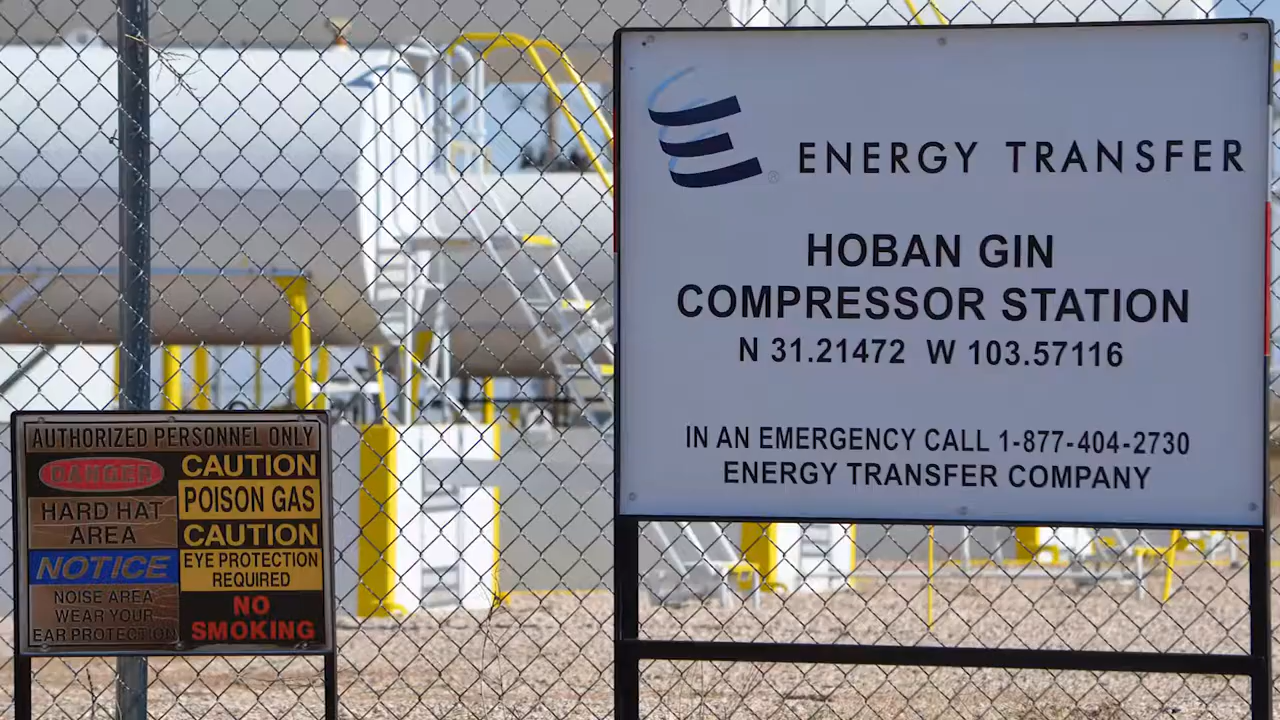 ENERGY TRANSFER
®
HOBAN GIN
COMPRESSOR STATION
N 31.21472 W 103.57116
IN AN EMERGENCY CALL 1-877-404-2730
ENERGY TRANSFER COMPANY
AUTHORIZED PERSONNEL ONLY
DANGER
HARD HAT
AREA
NOTICE
NOISE AREA
WEAR YOUR
EAR PROTECTION
CAUTION
POISON GAS
CAUTION
EYE PROTECTION
REQUIRED
NO
SMOKING